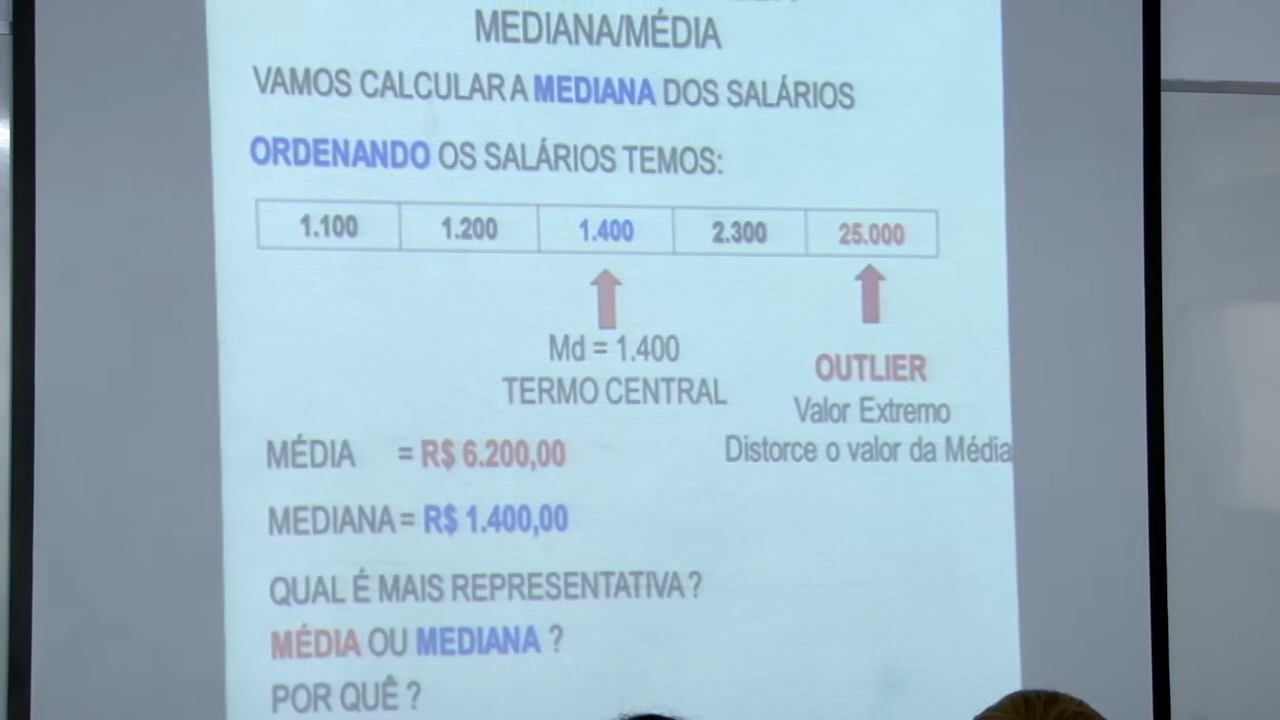 MEDIANA/MÉDIA
VAMOS CALCULAR A MEDIANA DOS SALÁRIOS
ORDENANDO OS SALÁRIOS TEMOS:
1.100 1.200 1.400 2.300 25.000
Md = 1.400
TERMO CENTRAL
OUTLIER
Valor Extremo
Distorce o valor da Média
MÉDIA = R$ 6.200,00
MEDIANA = R$ 1.400,00
QUAL É MAIS REPRESENTATIVA ?
MÉDIA OU MEDIANA ?
POR QUÊ ?